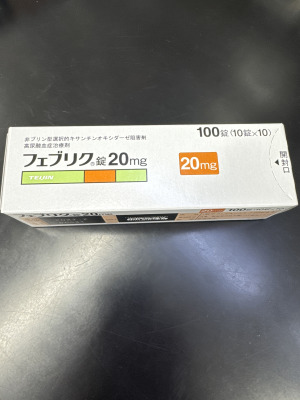 非プリン型選択的キサンチンオキシダーゼ阻害剤
高尿酸血症治療剤
フェブリク®錠20mg
TEIJIN
100錠(10錠×10)
20mg
開封口